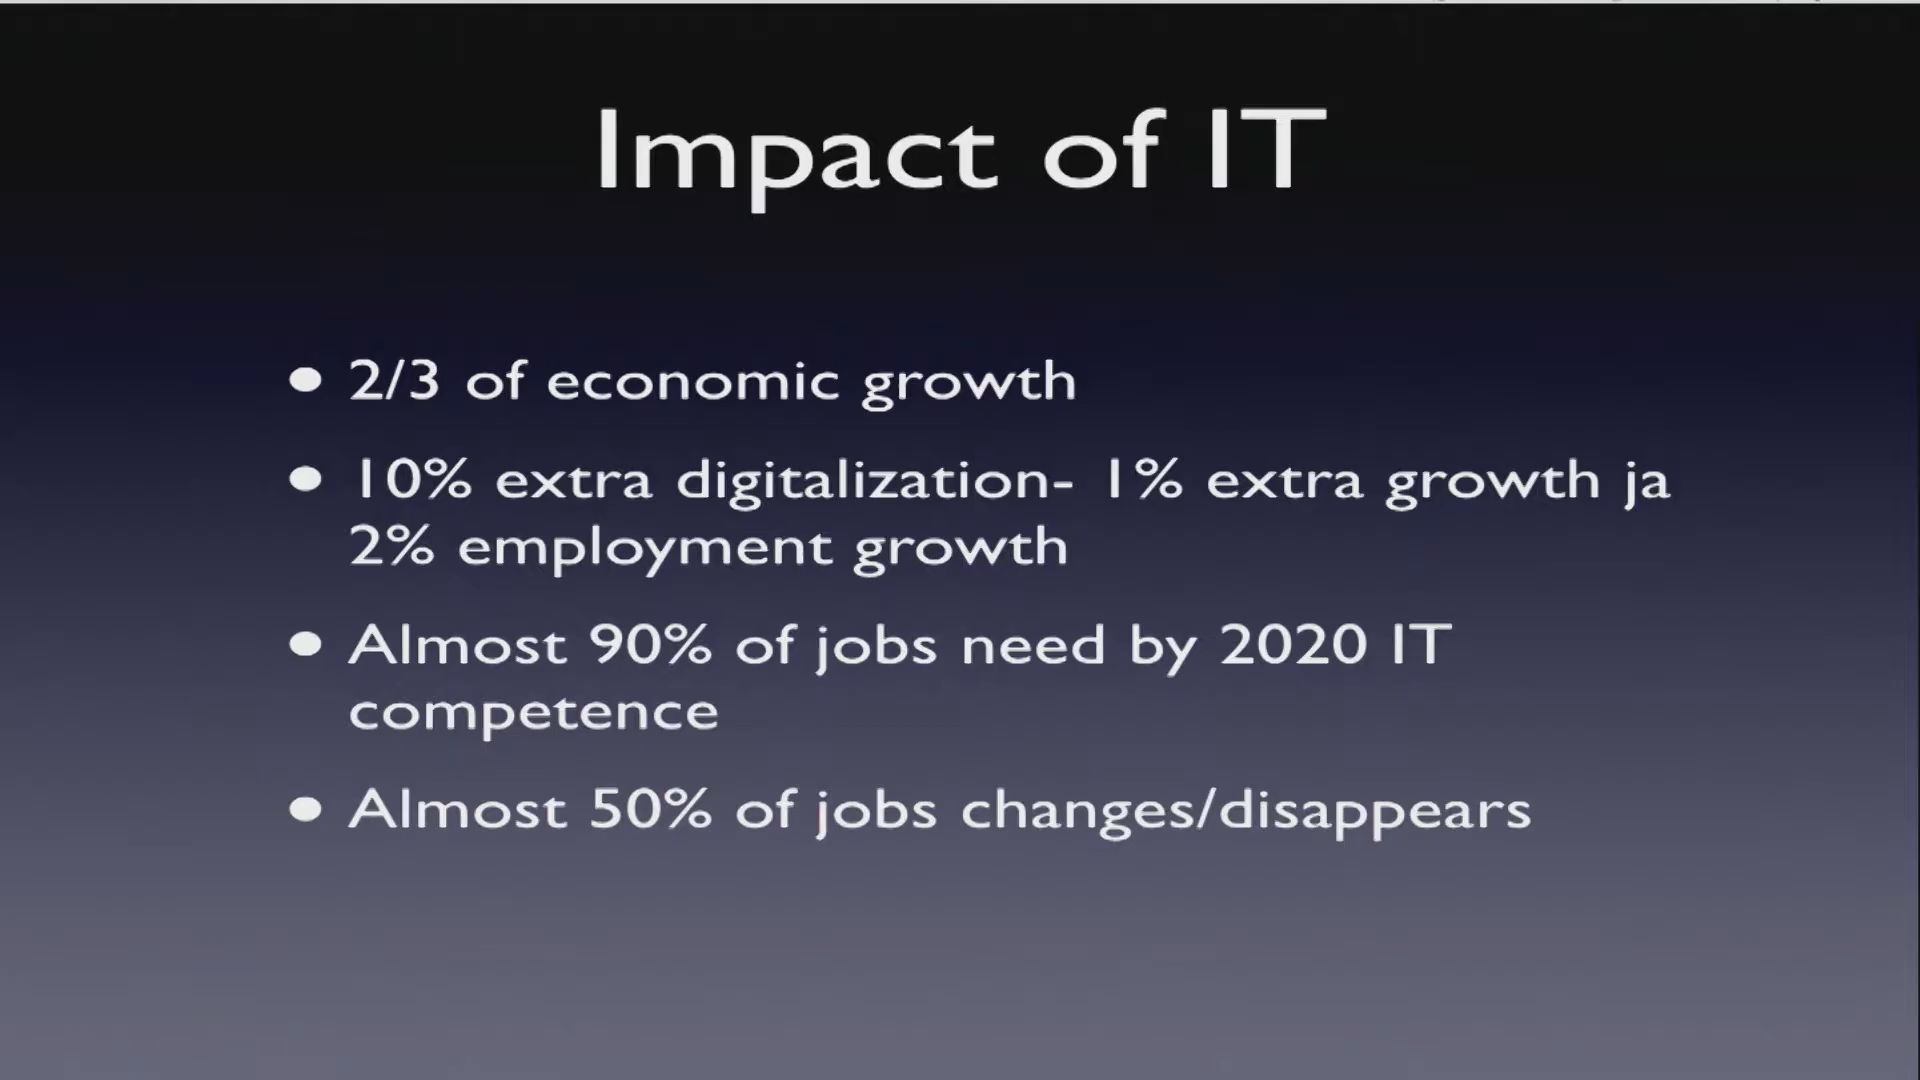 Impact of IT
• 2/3 of economic growth
• 10% extra digitalization- 1% extra growth ja
2% employment growth
• Almost 90% of jobs need by 2020 IT
competence
• Almost 50% of jobs changes/disappears